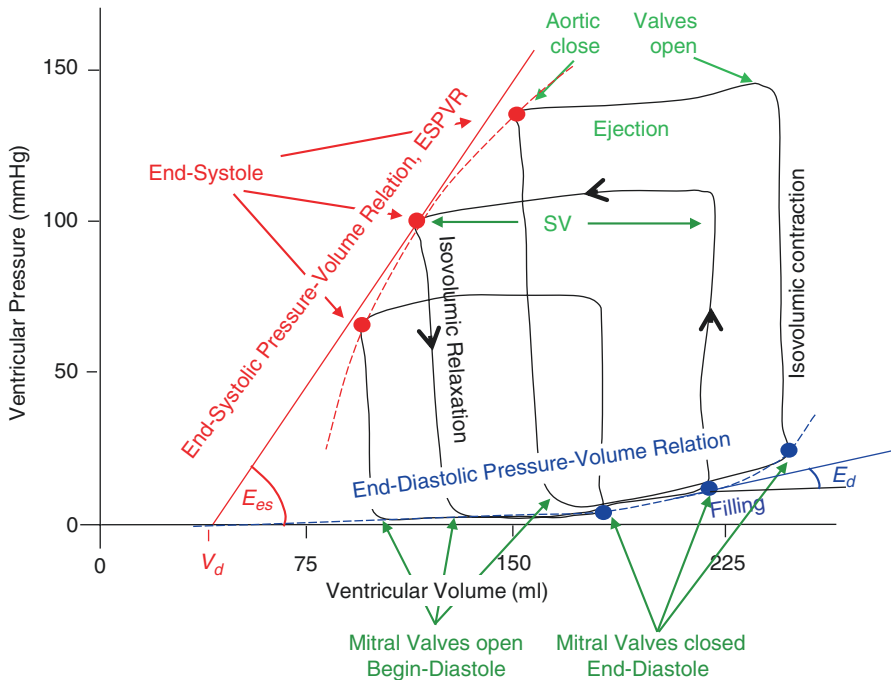 Aortic
close
Valves
open
150
Ejection
End-Systolic Pressure-Volume Relation, ESPVR
End-Systole
Ventricular Pressure (mmHg)
100
SV
Isovolumic Relaxation
Isovolumic contraction
50
End-Diastolic Pressure-Volume Relation
E_d
E_es
Filling
0
V_d
0
75
150
225
Ventricular Volume (ml)
Mitral Valves open
Begin-Diastole
Mitral Valves closed
End-Diastole